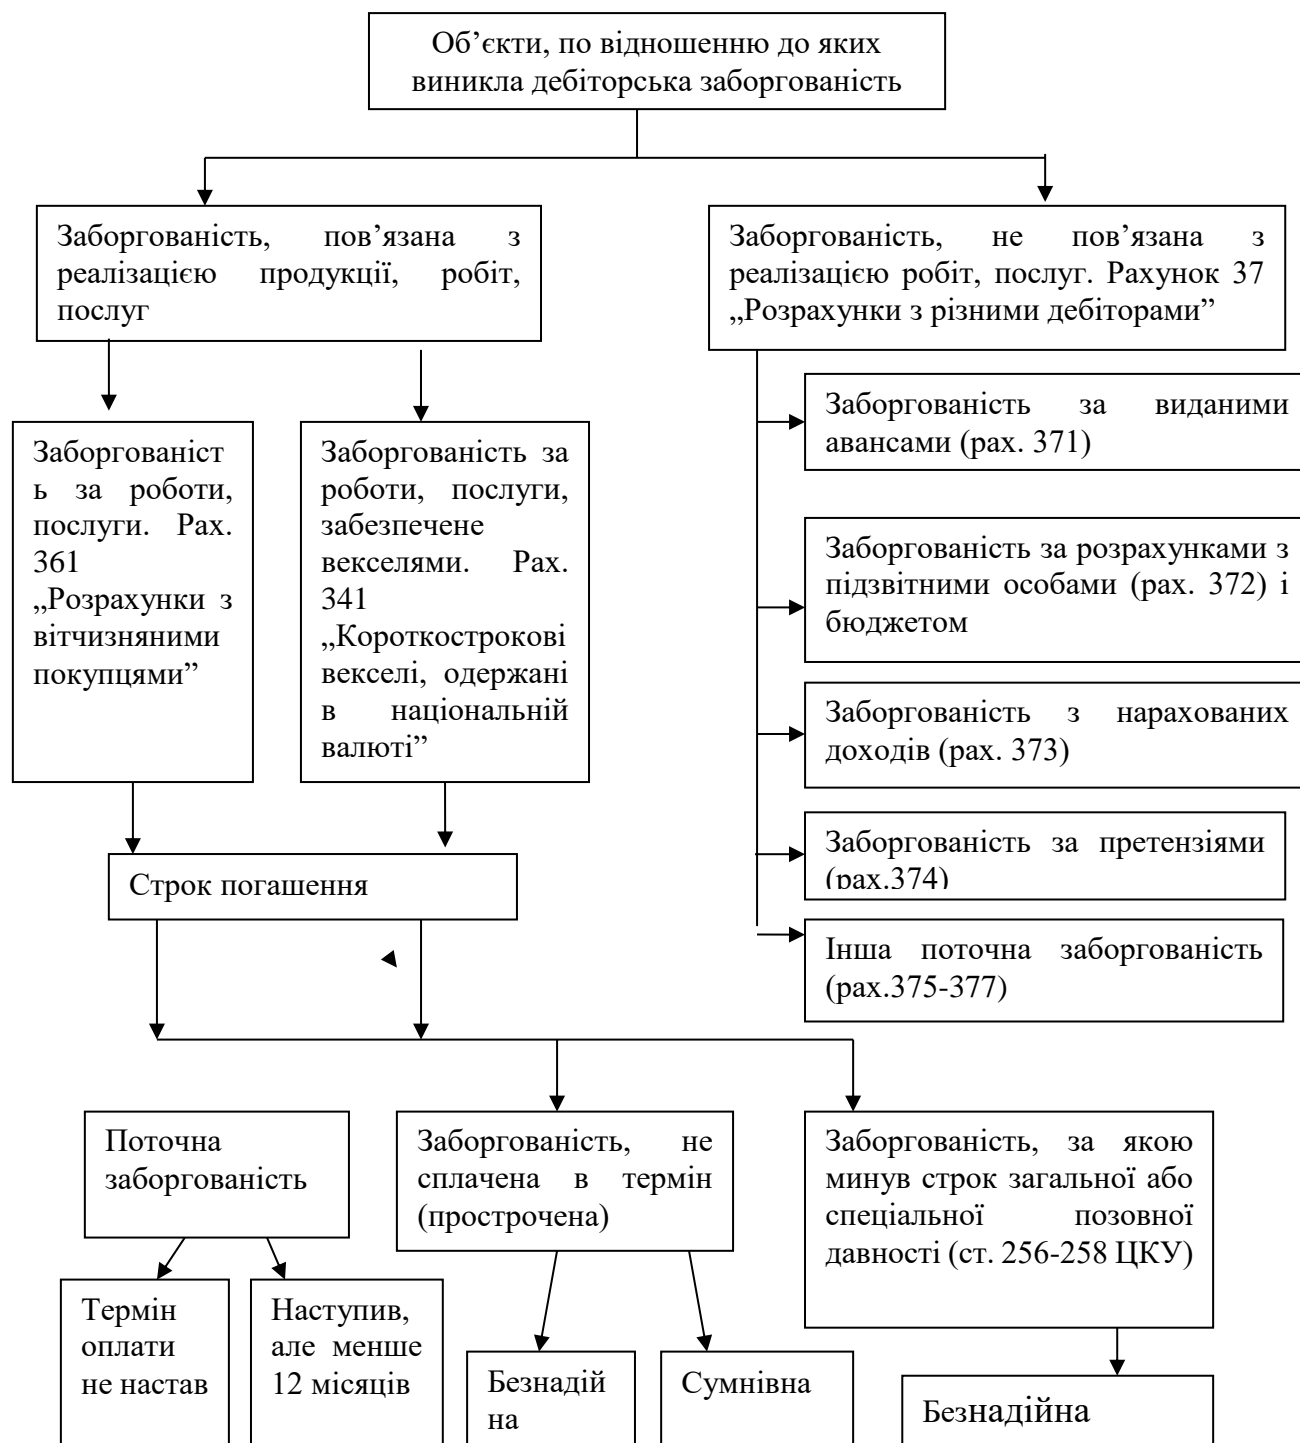 Об’єкти, по відношенню до яких
виникла дебіторська заборгованість
Заборгованість, пов’язана з
реалізацією продукції, робіт,
послуг
Заборгованість, не пов’язана з
реалізацією робіт, послуг. Рахунок 37
„Розрахунки з різними дебіторами”
Заборгованіст
ь за роботи,
послуги. Рах.
361
„Розрахунки з
вітчизняними
покупцями”
Заборгованість за
роботи, послуги,
забезпечене
векселями. Рах.
341
„Короткострокові
векселі, одержані
в національній
валюті”
Заборгованість за виданими
авансами (рах. 371)
Заборгованість за розрахунками з
підзвітними особами (рах. 372) і
бюджетом
Заборгованість з нарахованих
доходів (рах. 373)
Заборгованість за претензіями
(рах.374)
Інша поточна заборгованість
(рах.375-377)
Строк погашення
Поточна
заборгованість
Заборгованість, не
сплачена в термін
(прострочена)
Заборгованість, за якою
минув строк загальної або
спеціальної позовної
давності (ст. 256-258 ЦКУ)
Термін
оплати
не настав
Наступив,
але менше
12 місяців
Безнадій
на
Сумнівна
Безнадійна